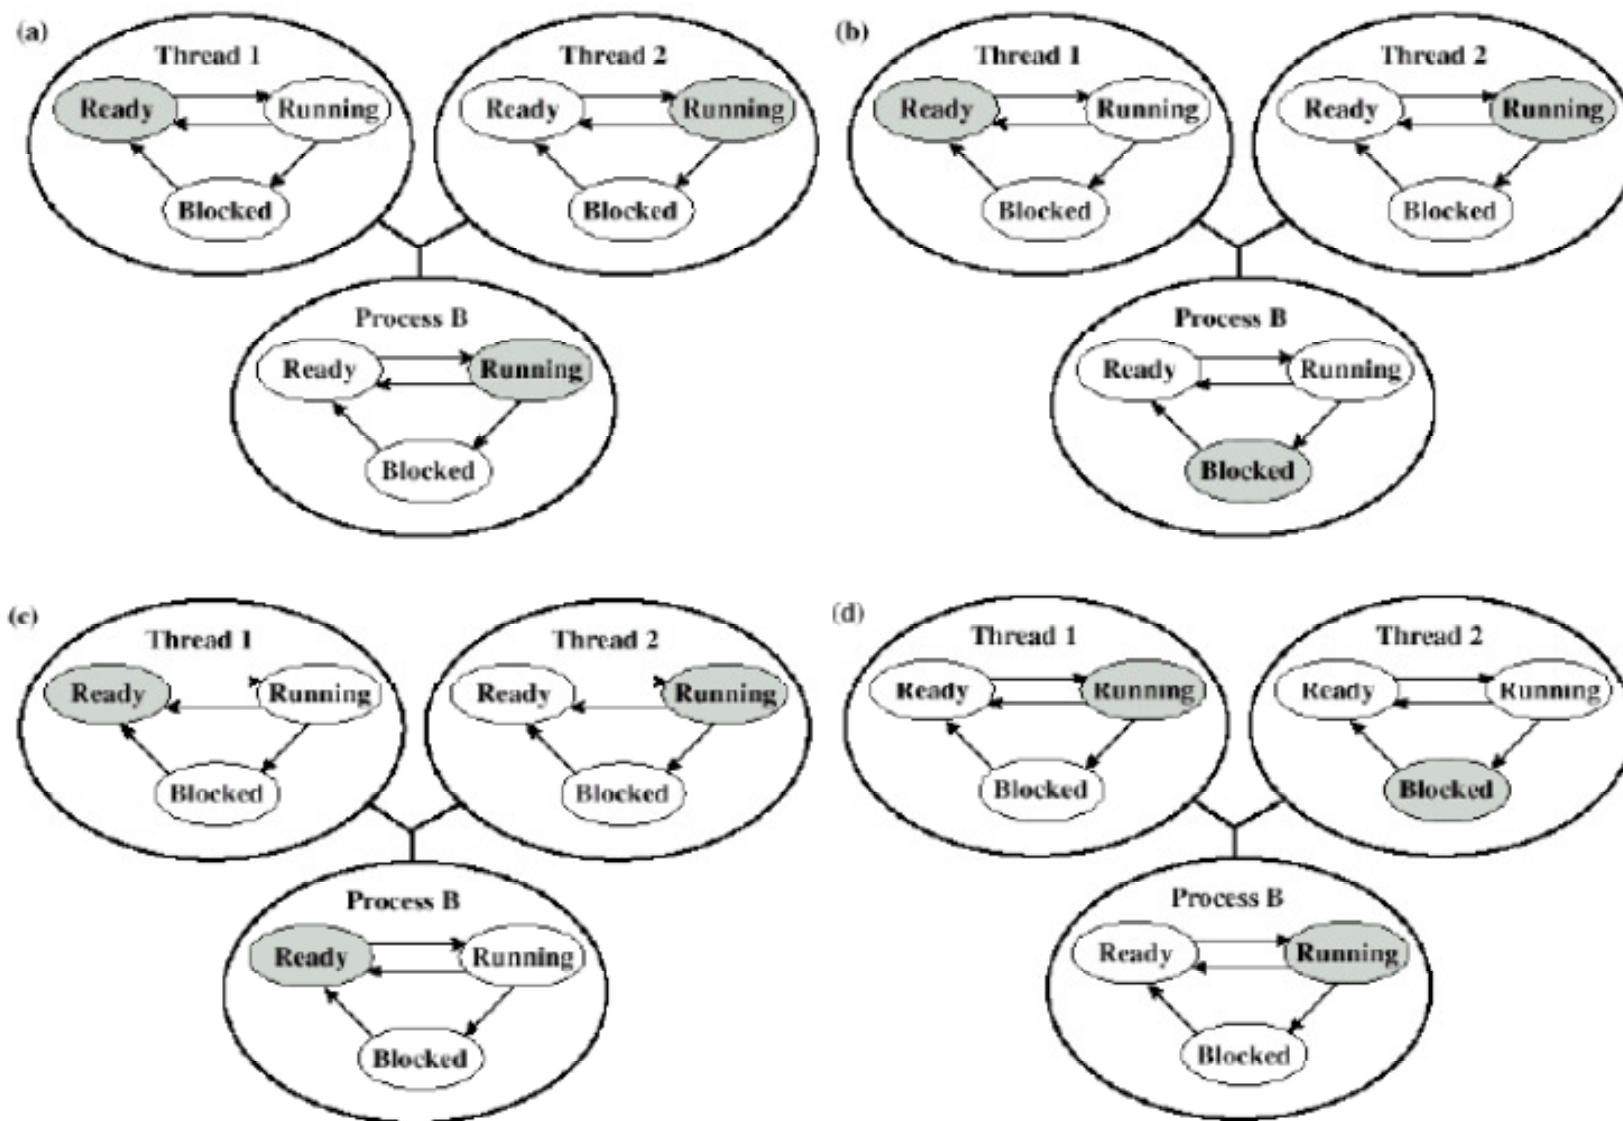 (a)
Thread 1
Ready
Running
Blocked
Thread 2
Ready
Running
Blocked
Process B
Ready
Running
Blocked
(b)
Thread 1
Ready
Running
Blocked
Thread 2
Ready
Running
Blocked
Process B
Ready
Running
Blocked
(c)
Thread 1
Ready
Running
Blocked
Thread 2
Ready
Running
Blocked
Process B
Ready
Running
Blocked
(d)
Thread 1
Ready
Running
Blocked
Thread 2
Ready
Running
Blocked
Process B
Ready
Running
Blocked